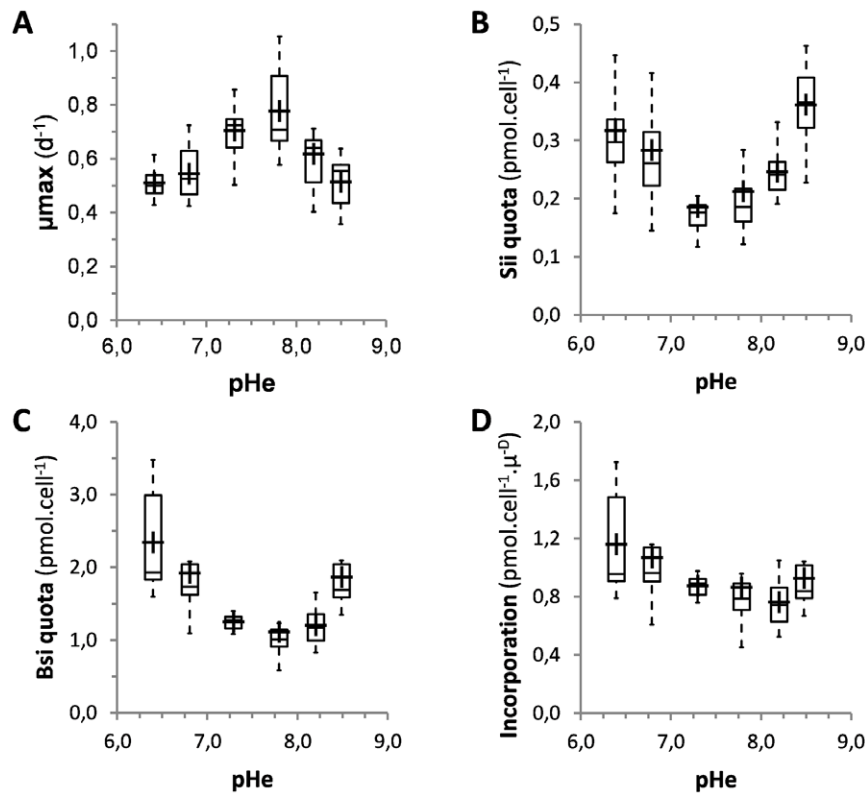 A
µmax (d⁻¹)
1,0
0,8
0,6
0,4
0,2
0,0
6,0 7,0 8,0 9,0
pHe
B
Sii quota (pmol.cell⁻¹)
0,5
0,4
0,3
0,2
0,1
0,0
6,0 7,0 8,0 9,0
pHe
C
Bsi quota (pmol.cell⁻¹)
4,0
3,0
2,0
1,0
0,0
6,0 7,0 8,0 9,0
pHe
D
Incorporation (pmol.cell⁻¹.µ⁻ᴰ)
2,0
1,6
1,2
0,8
0,4
0,0
6,0 7,0 8,0 9,0
pHe